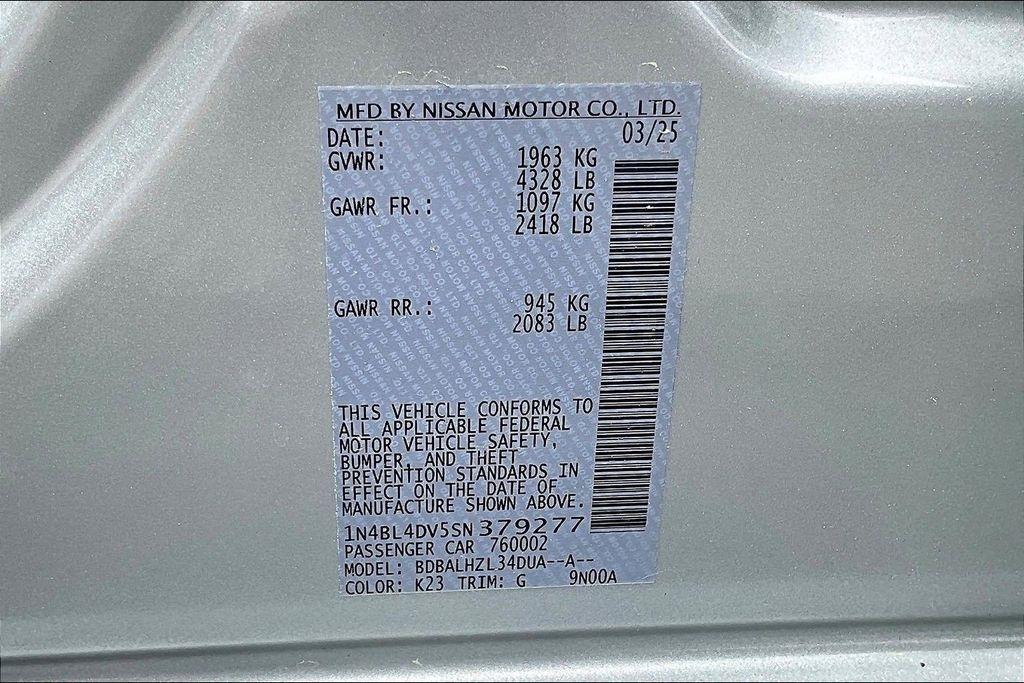 MFD BY NISSAN MOTOR CO., LTD.
DATE: 03/25
GVWR: 1963 KG
4328 LB
GAWR FR.: 1097 KG
2418 LB
GAWR RR.: 945 KG
2083 LB
THIS VEHICLE CONFORMS TO
ALL APPLICABLE FEDERAL
MOTOR VEHICLE SAFETY,
BUMPER, AND THEFT
PREVENTION STANDARDS IN
EFFECT ON THE DATE OF
MANUFACTURE SHOWN ABOVE.
1N4BL4DV5SN379277
PASSENGER CAR 760002
MODEL: BDBALHZL34DUA--A--
COLOR: K23 TRIM: G 9N00A